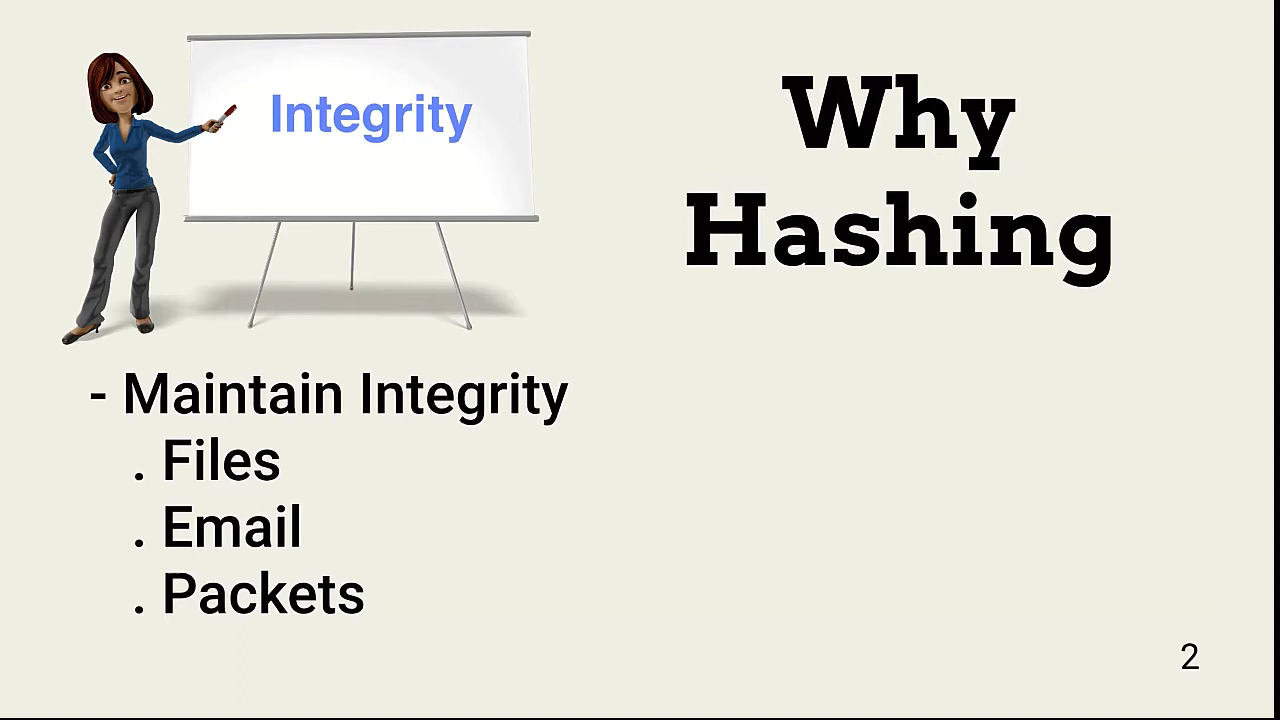 Integrity
Why
Hashing
- Maintain Integrity
. Files
. Email
. Packets
2